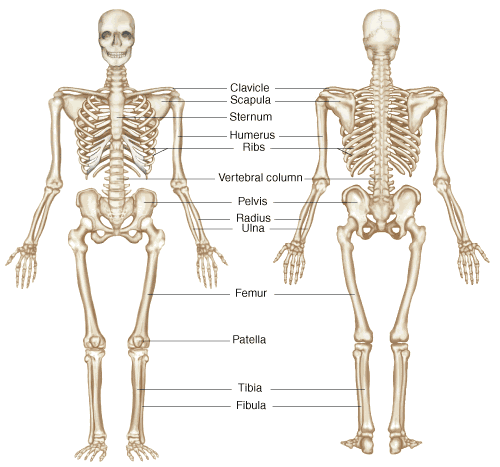 Clavicle
Scapula
Sternum
Humerus
Ribs
Vertebral column
Pelvis
Radius
Ulna
Femur
Patella
Tibia
Fibula